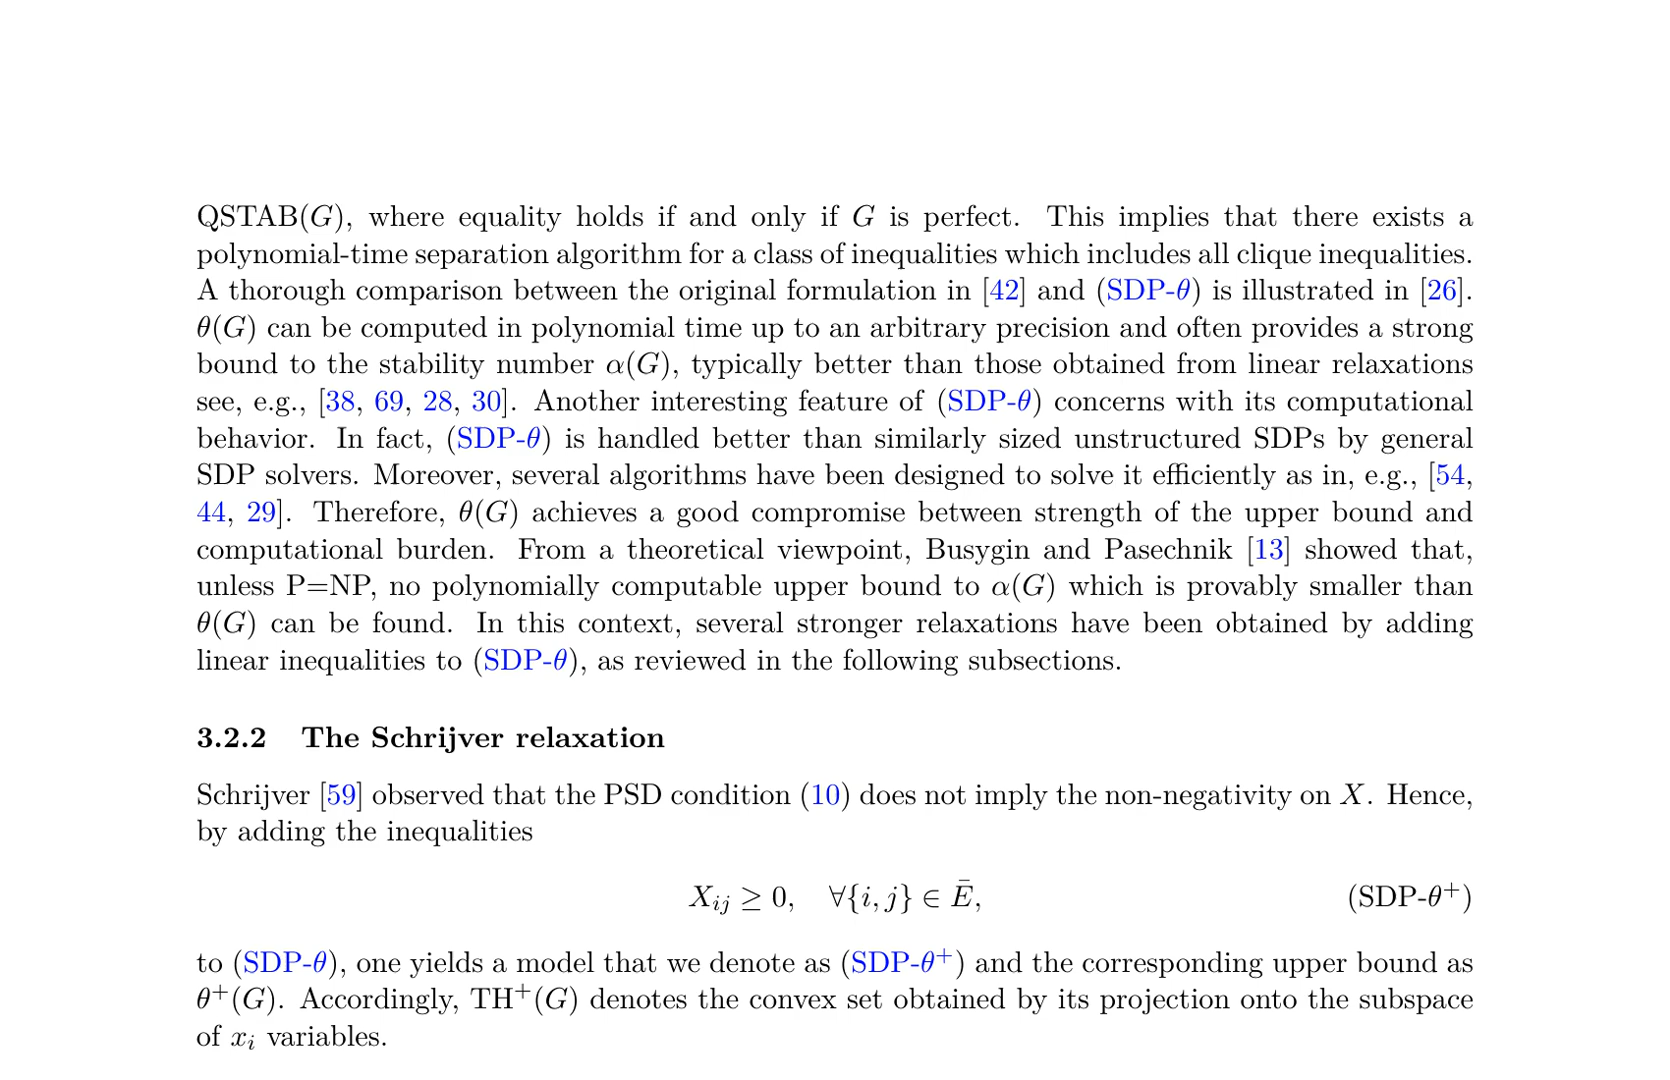 QSTAB(G), where equality holds if and only if G is perfect. This implies that there exists a
polynomial-time separation algorithm for a class of inequalities which includes all clique inequalities.
A thorough comparison between the original formulation in [42] and (SDP-θ) is illustrated in [26].
θ(G) can be computed in polynomial time up to an arbitrary precision and often provides a strong
bound to the stability number α(G), typically better than those obtained from linear relaxations
see, e.g., [38, 69, 28, 30]. Another interesting feature of (SDP-θ) concerns with its computational
behavior. In fact, (SDP-θ) is handled better than similarly sized unstructured SDPs by general
SDP solvers. Moreover, several algorithms have been designed to solve it efficiently as in, e.g., [54,
44, 29]. Therefore, θ(G) achieves a good compromise between strength of the upper bound and
computational burden. From a theoretical viewpoint, Busygin and Pasechnik [13] showed that,
unless P=NP, no polynomially computable upper bound to α(G) which is provably smaller than
θ(G) can be found. In this context, several stronger relaxations have been obtained by adding
linear inequalities to (SDP-θ), as reviewed in the following subsections.
3.2.2 The Schrijver relaxation
Schrijver [59] observed that the PSD condition (10) does not imply the non-negativity on X. Hence,
by adding the inequalities
X_{ij} ≥ 0, ∀{i, j} ∈ Ē, (SDP-θ⁺)
to (SDP-θ), one yields a model that we denote as (SDP-θ⁺) and the corresponding upper bound as
θ⁺(G). Accordingly, TH⁺(G) denotes the convex set obtained by its projection onto the subspace
of x_i variables.